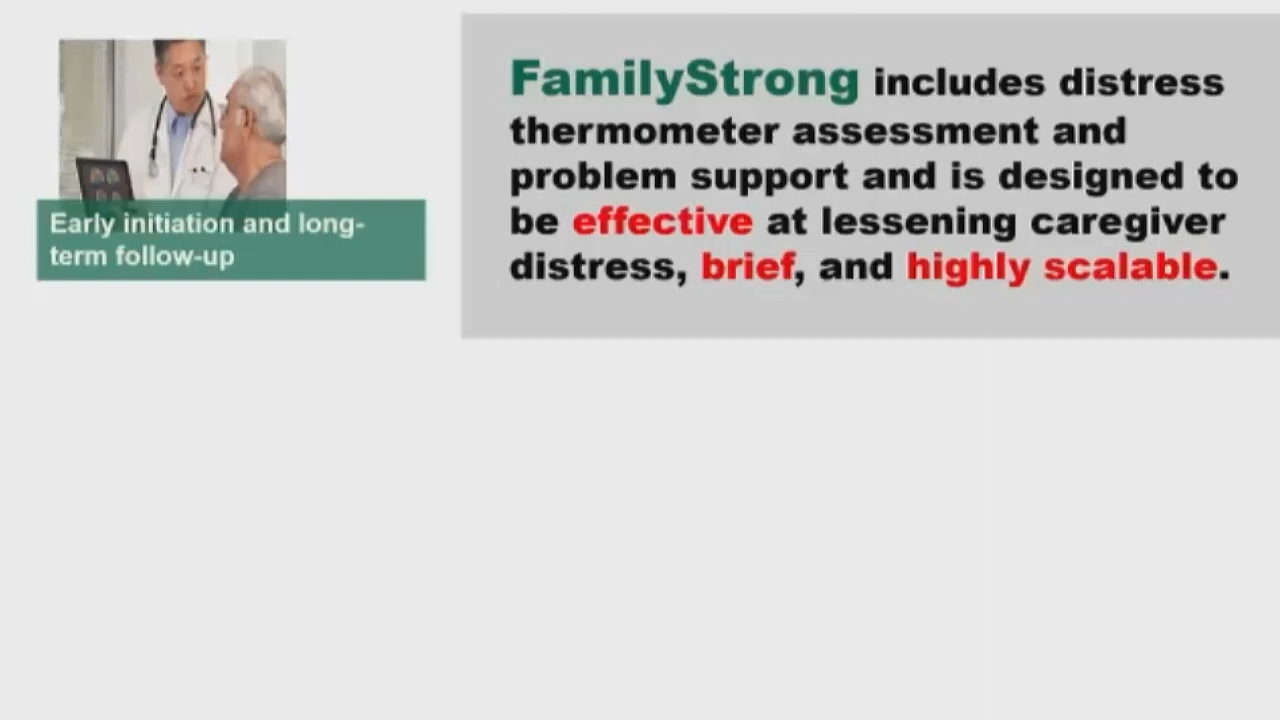 Early initiation and long-
term follow-up
FamilyStrong includes distress
thermometer assessment and
problem support and is designed to
be effective at lessening caregiver
distress, brief, and highly scalable.